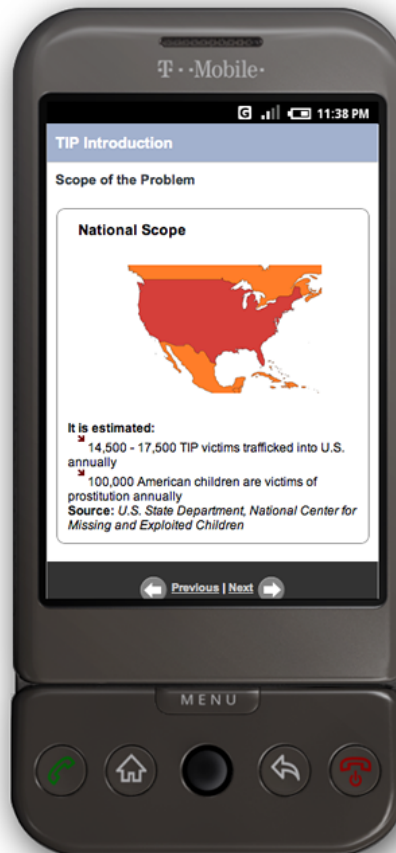 T··Mobile·
G 11:38 PM
TIP Introduction
Scope of the Problem
National Scope
It is estimated:
14,500 - 17,500 TIP victims trafficked into U.S.
annually
100,000 American children are victims of
prostitution annually
Source: U.S. State Department, National Center for
Missing and Exploited Children
Previous | Next
MENU